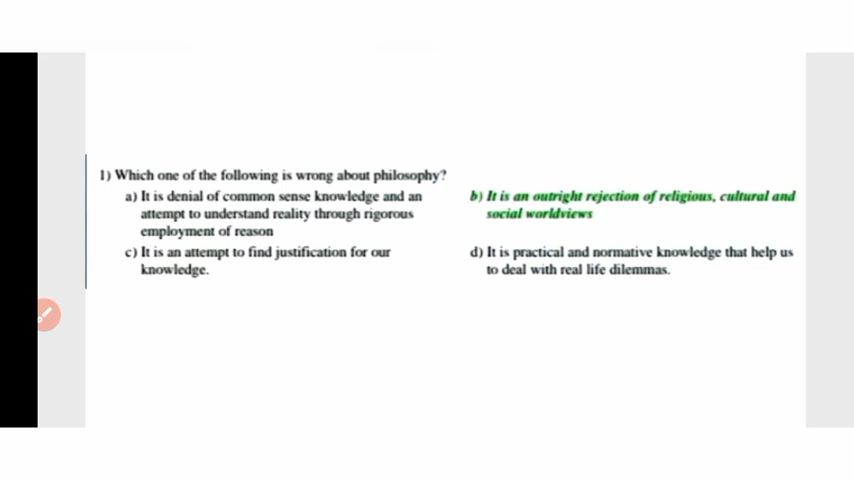 1) Which one of the following is wrong about philosophy?
a) It is denial of common sense knowledge and an
attempt to understand reality through rigorous
employment of reason
b) It is an outright rejection of religious, cultural and
social worldviews
c) It is an attempt to find justification for our
knowledge.
d) It is practical and normative knowledge that help us
to deal with real life dilemmas.